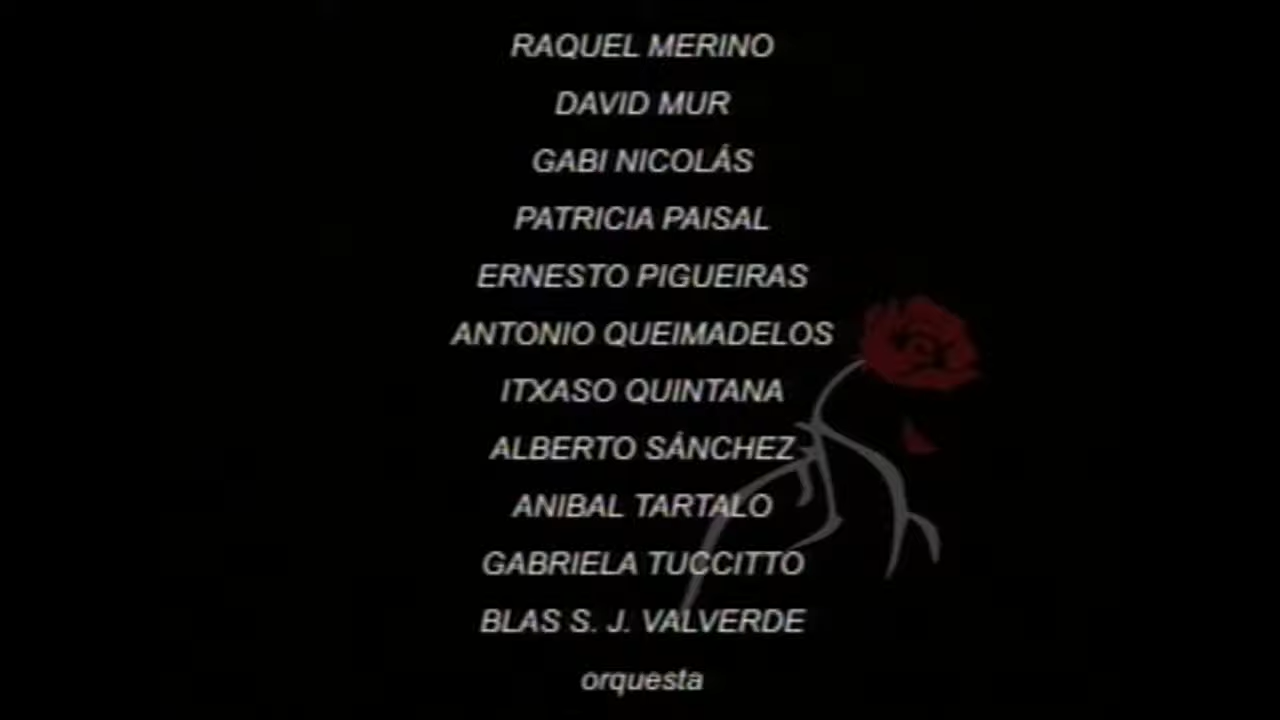 RAQUEL MERINO
DAVID MUR
GABI NICOLÁS
PATRICIA PAISAL
ERNESTO PIGUEIRAS
ANTONIO QUEIMADELOS
ITXASO QUINTANA
ALBERTO SÁNCHEZ
ANIBAL TARTALO
GABRIELA TUCCITTO
BLAS S. J. VALVERDE
orquesta